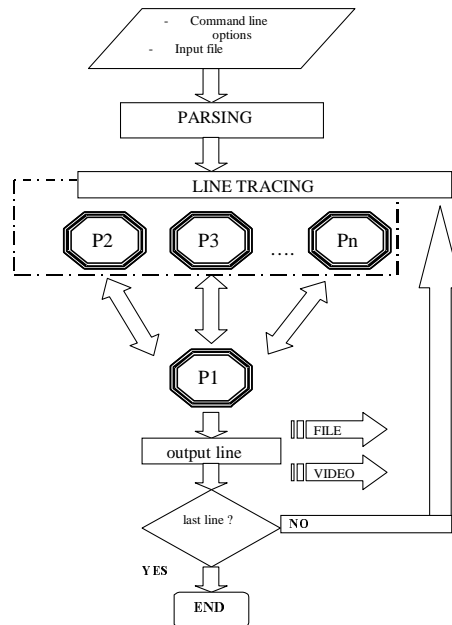 - Command line
options
- Input file
PARSING
LINE TRACING
P2 P3 .... Pn
P1
output line
FILE
VIDEO
last line ?
NO
YES
END